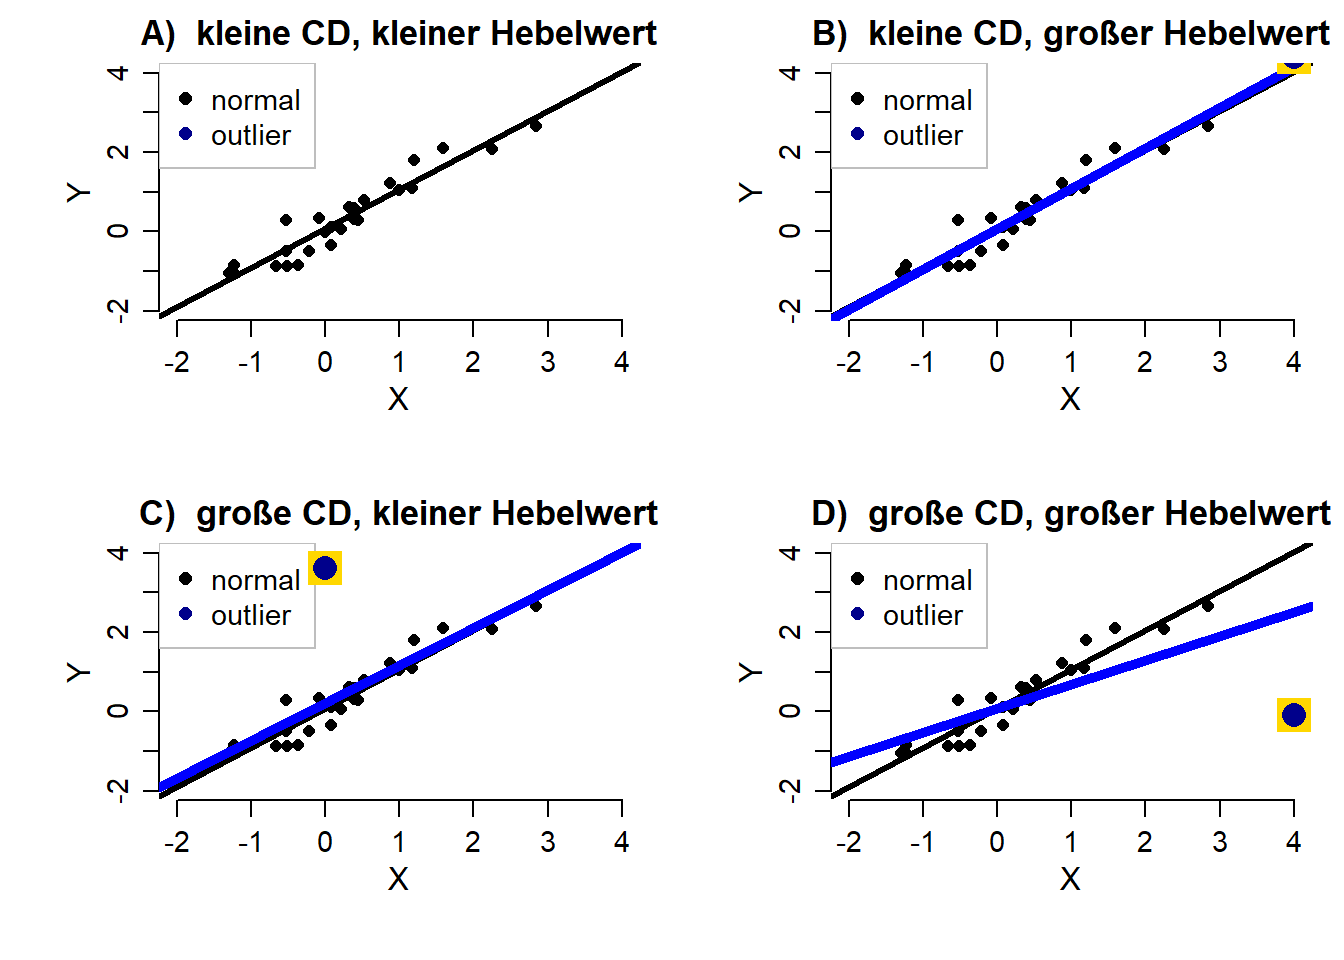 A)  kleine CD, kleiner Hebelwert
4
2
0
-2
Y
normal
outlier
-2 -1 0 1 2 3 4
X
B)  kleine CD, großer Hebelwert
4
2
0
-2
Y
normal
outlier
-2 -1 0 1 2 3 4
X
C)  große CD, kleiner Hebelwert
4
2
0
-2
Y
normal
outlier
-2 -1 0 1 2 3 4
X
D)  große CD, großer Hebelwert
4
2
0
-2
Y
normal
outlier
-2 -1 0 1 2 3 4
X